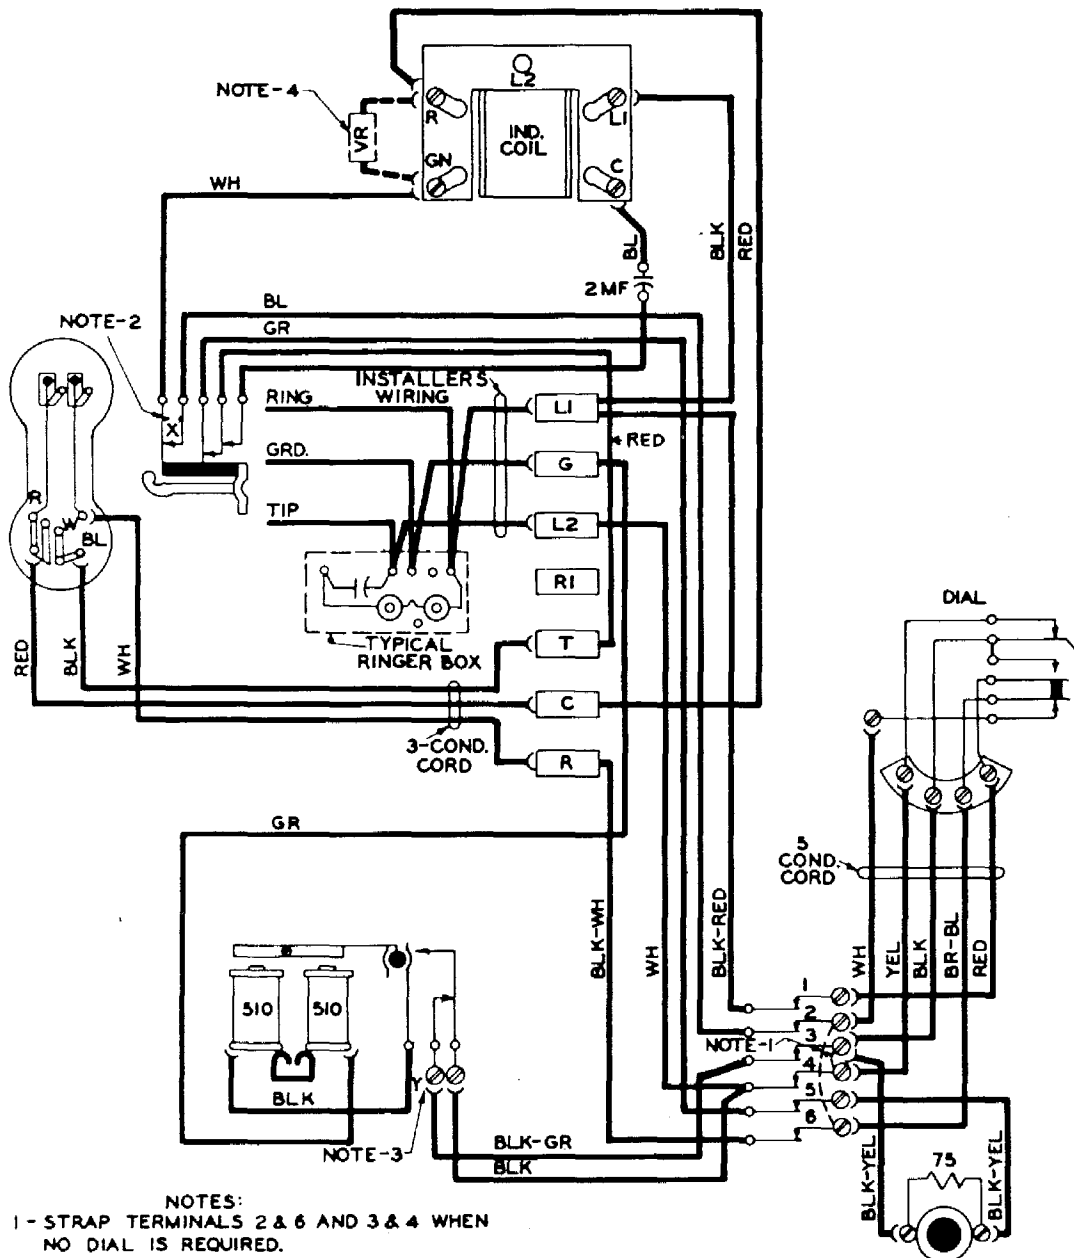 L2
NOTE-4
R
L1
VR
IND.
COIL
GN
C
WH
BLK
RED
BL
2MF
BL
NOTE-2
GR
INSTALLERS
WIRING
RING
L1
X
RED
GRD.
G
R
TIP
L2
W
BL
R1
DIAL
TYPICAL
RINGER BOX
T
RED
BLK
WH
C
3-COND.
CORD
R
GR
5
COND.
CORD
BLK-WH
WH
BLK-RED
WH
YEL
BLK
BR-BL
RED
510
510
1
2
NOTE-1
3
4
Y
BLK
5
6
NOTE-3
BLK-GR
BLK
BLK-YEL
75
BLK-YEL
NOTES:
1 - STRAP TERMINALS 2 & 6 AND 3 & 4 WHEN
NO DIAL IS REQUIRED.